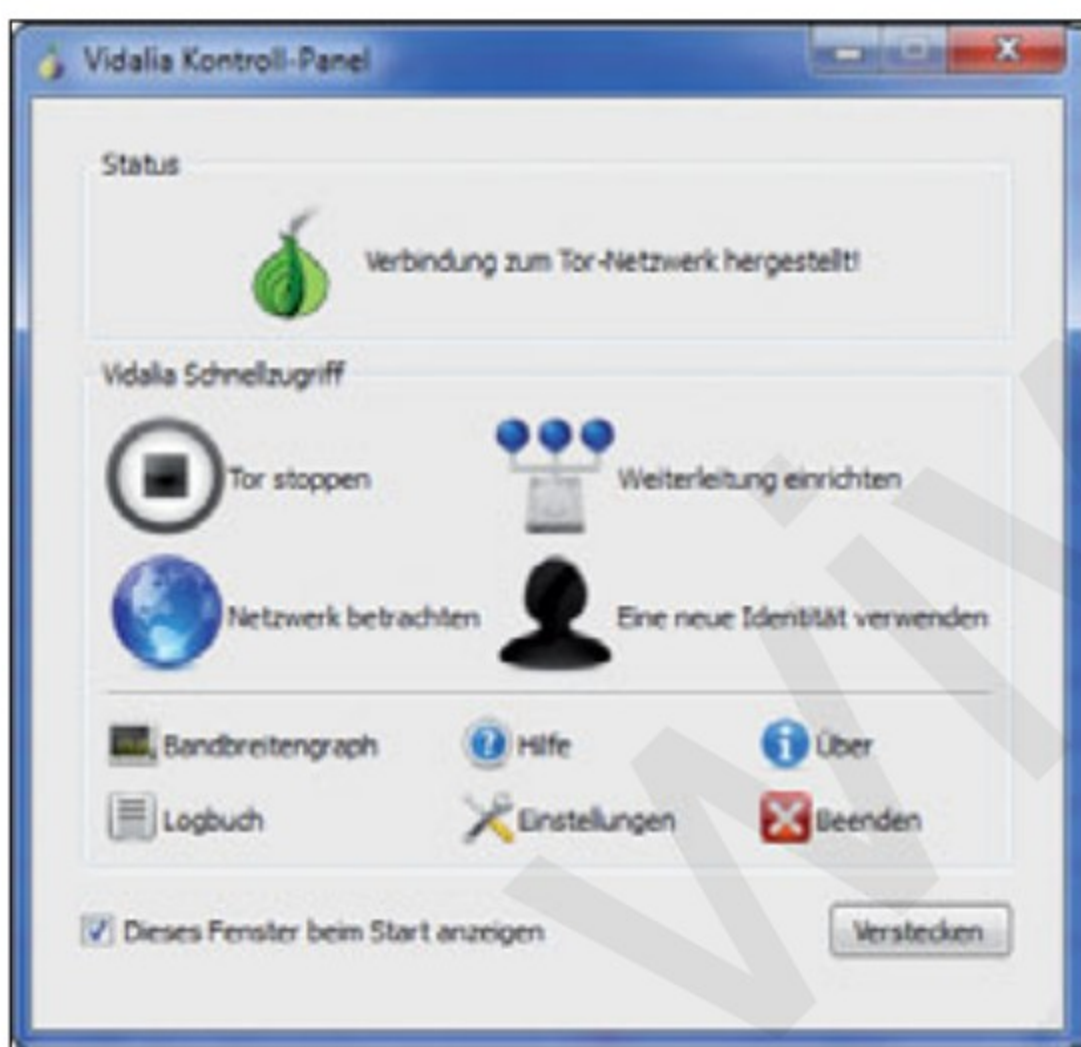 Vidalia Kontroll-Panel
Status
Verbindung zum Tor-Netzwerk hergestellt!
Vidalia Schnellzugriff
Tor stoppen
Weiterleitung einrichten
Netzwerk betrachten
Eine neue Identität verwenden
Bandbreitengraph
Hilfe
Über
Logbuch
Einstellungen
Beenden
Dieses Fenster beim Start anzeigen
Verstecken